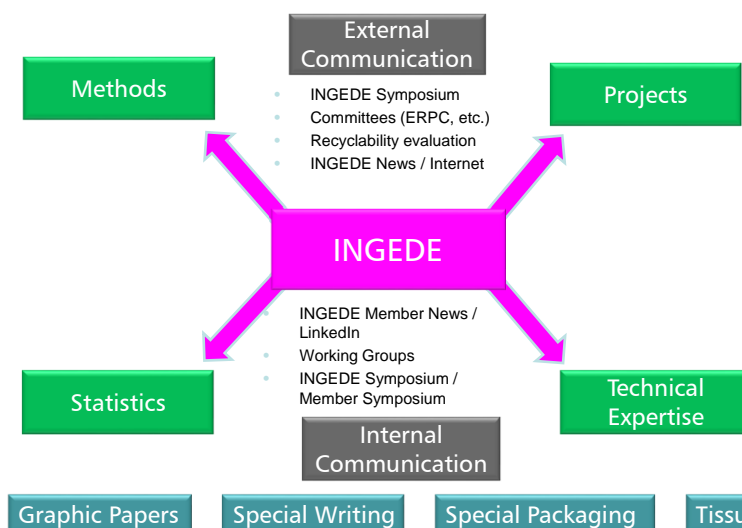 External
Communication
Methods
Projects
INGEDE Symposium
Committees (ERPC, etc.)
Recyclability evaluation
INGEDE News / Internet
INGEDE
INGEDE Member News /
LinkedIn
Working Groups
INGEDE Symposium /
Member Symposium
Statistics
Technical
Expertise
Internal
Communication
Graphic Papers
Special Writing
Special Packaging